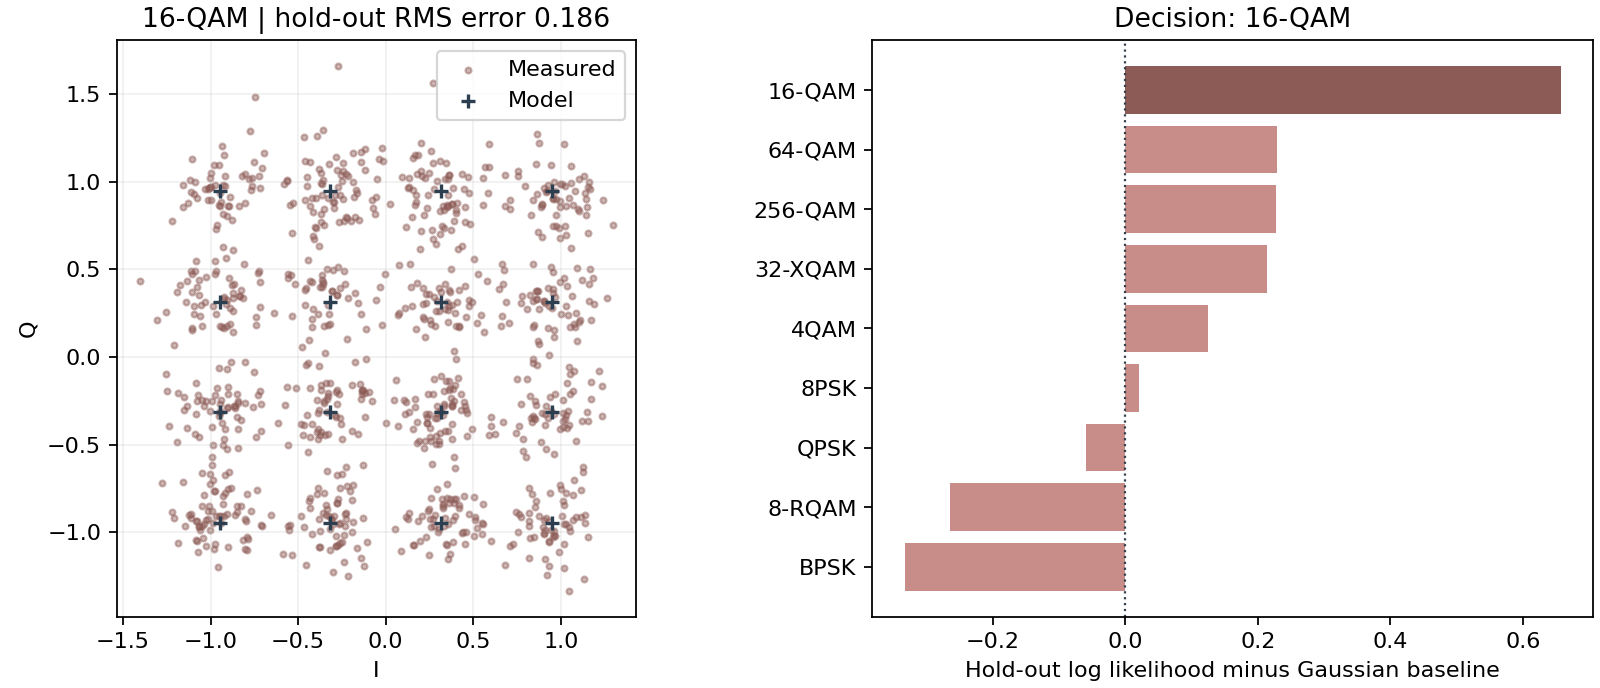 16-QAM | hold-out RMS error 0.186
Measured
Model
1.5
1.0
0.5
0.0
−0.5
−1.0
Q
−1.5
−1.0
−0.5
0.0
0.5
1.0
I
Decision: 16-QAM
16-QAM
64-QAM
256-QAM
32-XQAM
4QAM
8PSK
QPSK
8-RQAM
BPSK
−0.2
0.0
0.2
0.4
0.6
Hold-out log likelihood minus Gaussian baseline